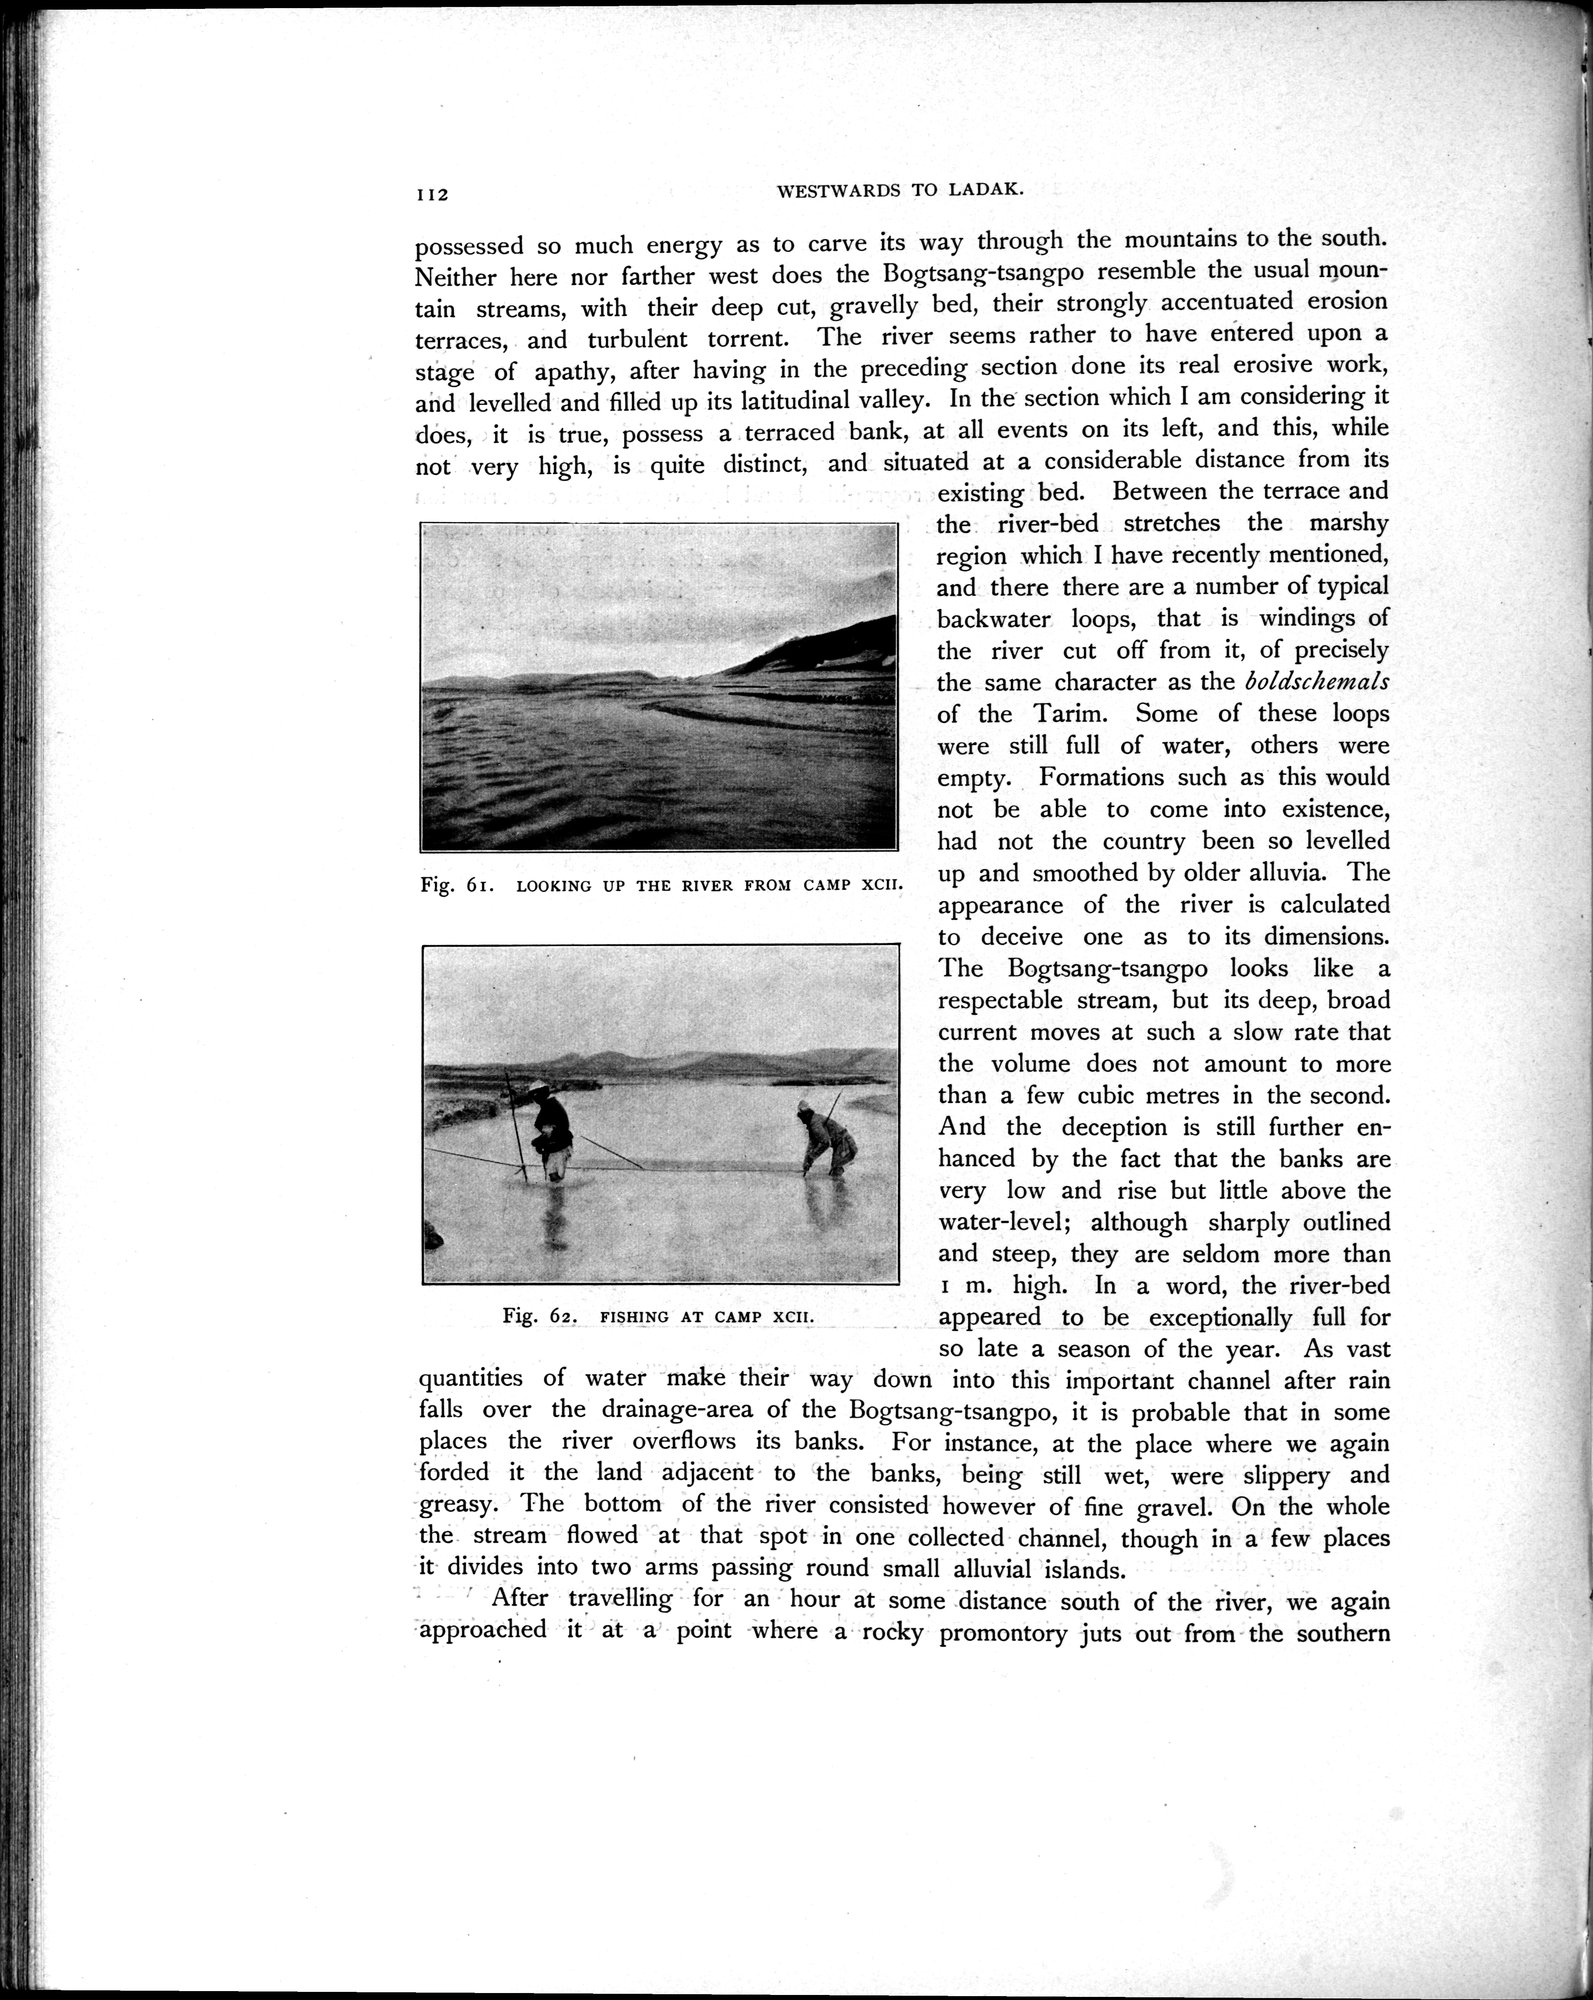 112
WESTWARDS TO LADAK.
possessed so much energy as to carve its way through the mountains to the south.
Neither here nor farther west does the Bogtsang-tsangpo resemble the usual moun-
tain streams, with their deep cut, gravelly bed, their strongly accentuated erosion
terraces, and turbulent torrent. The river seems rather to have entered upon a
stage of apathy, after having in the preceding section done its real erosive work,
and levelled and filled up its latitudinal valley. In the section which I am considering it
does, it is true, possess a terraced bank, at all events on its left, and this, while
not very high, is quite distinct, and situated at a considerable distance from its
existing bed. Between the terrace and
the river-bed stretches the marshy
region which I have recently mentioned,
and there there are a number of typical
backwater loops, that is windings of
the river cut off from it, of precisely
the same character as the boldschemals
of the Tarim. Some of these loops
were still full of water, others were
empty. Formations such as this would
not be able to come into existence,
had not the country been so levelled
up and smoothed by older alluvia. The
appearance of the river is calculated
to deceive one as to its dimensions.
The Bogtsang-tsangpo looks like a
respectable stream, but its deep, broad
current moves at such a slow rate that
the volume does not amount to more
than a few cubic metres in the second.
And the deception is still further en-
hanced by the fact that the banks are
very low and rise but little above the
water-level; although sharply outlined
and steep, they are seldom more than
1 m. high. In a word, the river-bed
appeared to be exceptionally full for
so late a season of the year. As vast
Fig. 61. LOOKING UP THE RIVER FROM CAMP XCII.
Fig. 62. FISHING AT CAMP XCII.
quantities of water make their way down into this important channel after rain
falls over the drainage-area of the Bogtsang-tsangpo, it is probable that in some
places the river overflows its banks. For instance, at the place where we again
forded it the land adjacent to the banks, being still wet, were slippery and
greasy. The bottom of the river consisted however of fine gravel. On the whole
the stream flowed at that spot in one collected channel, though in a few places
it divides into two arms passing round small alluvial islands.
After travelling for an hour at some distance south of the river, we again
approached it at a point where a rocky promontory juts out from the southern